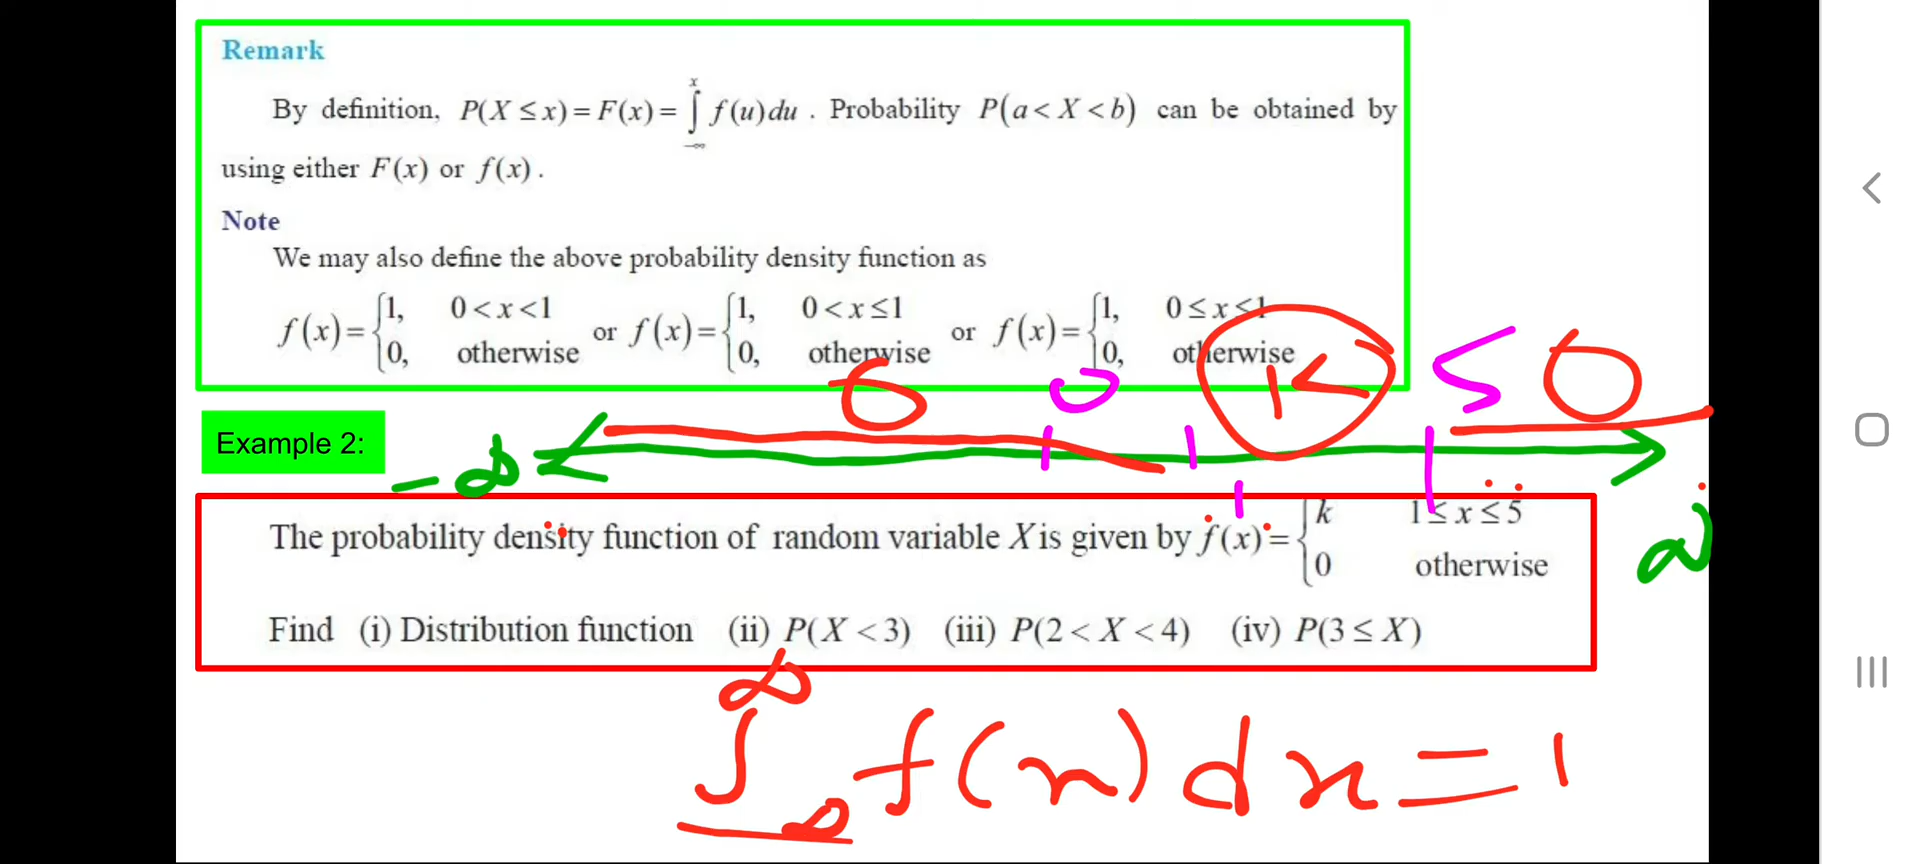 Remark
By definition, P(X ≤ x) = F(x) = ∫_{-∞}^{x} f(u) du . Probability P(a < X < b) can be obtained by
using either F(x) or f(x) .
Note
We may also define the above probability density function as
f(x) = {1, 0 < x < 1; 0, otherwise or f(x) = {1, 0 < x ≤ 1; 0, otherwise or f(x) = {1, 0 ≤ x ≤ 1; 0, otherwise
0 0 K 5 0
Example 2:
-∞ 1 ∞
The probability density function of random variable X is given by f(x) = {k 1 ≤ x ≤ 5; 0 otherwise
Find (i) Distribution function (ii) P(X < 3) (iii) P(2 < X < 4) (iv) P(3 ≤ X)
∫_{-∞}^{∞} f(x) dx = 1